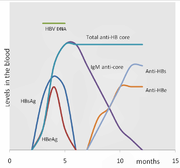 HBV DNA
Total anti-HB core
IgM anti-core
Anti-HBs
Anti-HBe
HBsAg
HBeAg
Levels in the blood
0 5 10 months 15